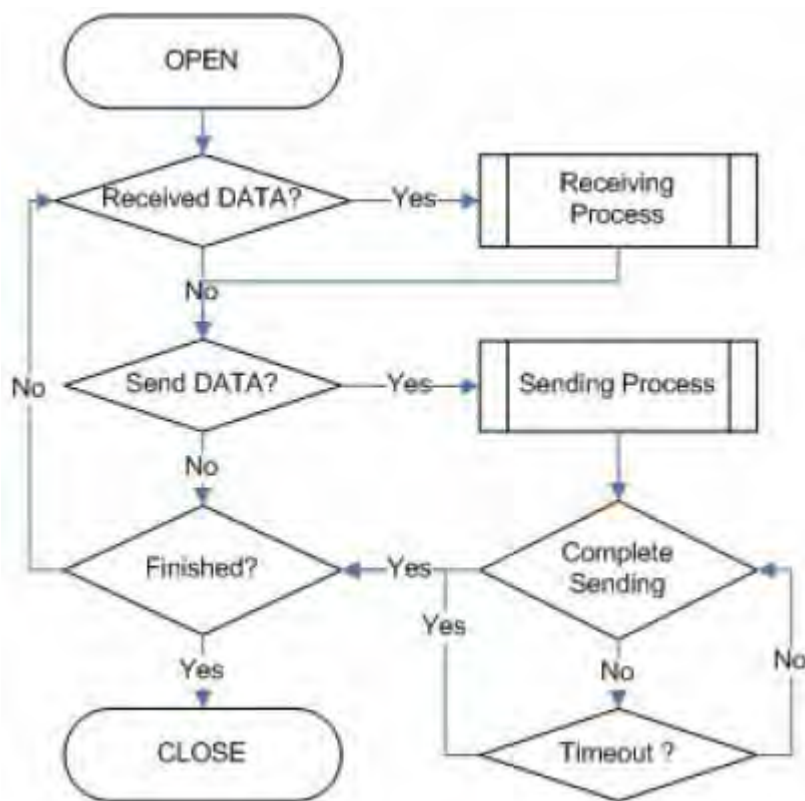 OPEN
Received DATA?
Yes
Receiving
Process
No
Send DATA?
Yes
Sending Process
No
No
Finished?
Yes
Complete
Sending
Yes
No
No
Yes
CLOSE
Timeout ?